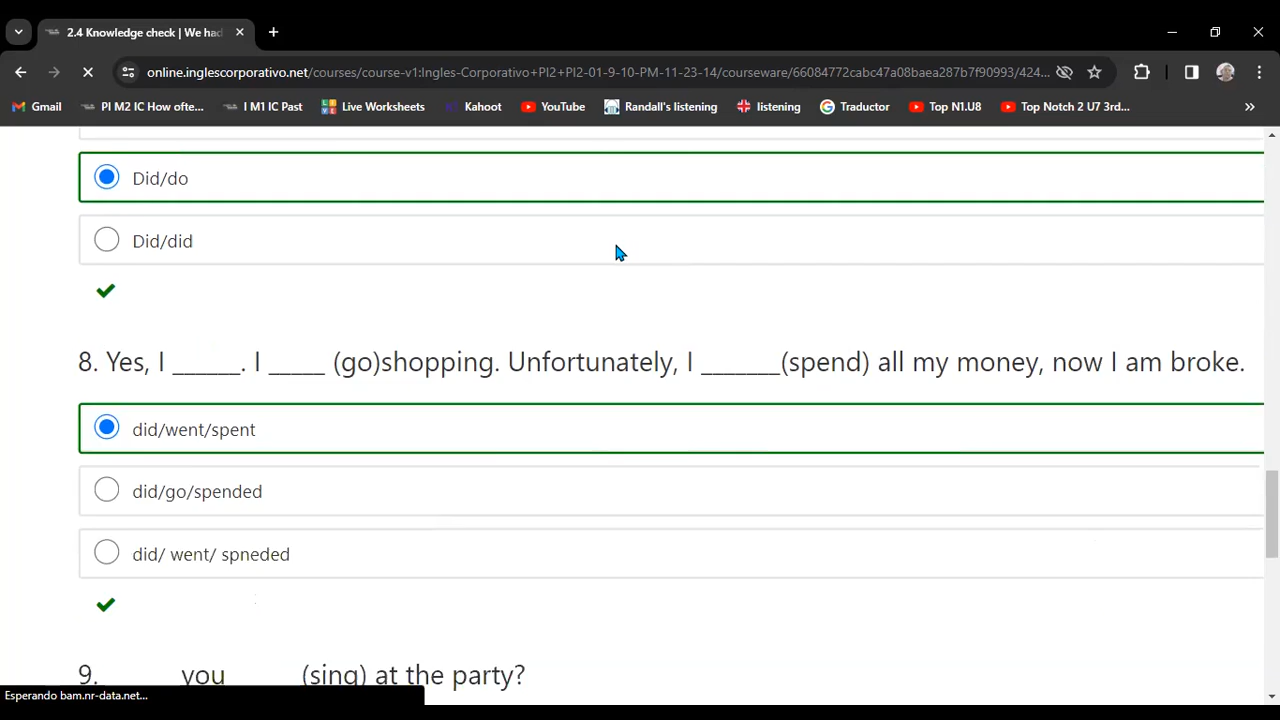 2.4 Knowledge check | We had
online.inglescorporativo.net/courses/course-v1:Ingles-Corporativo+PI2+PI2-01-9-10-PM-11-23-14/courseware/66084772cabc47a08baea287b7f90993/424...
Gmail PI M2 IC How ofte... I M1 IC Past Live Worksheets Kahoot YouTube Randall's listening listening Traductor Top N1.U8 Top Notch 2 U7 3rd... »
Did/do
Did/did
8. Yes, I ______. I _____ (go)shopping. Unfortunately, I _______(spend) all my money, now I am broke.
did/went/spent
did/go/spended
did/ went/ spneded
9. ______ you ______ (sing) at the party?
Esperando bam.nr-data.net...